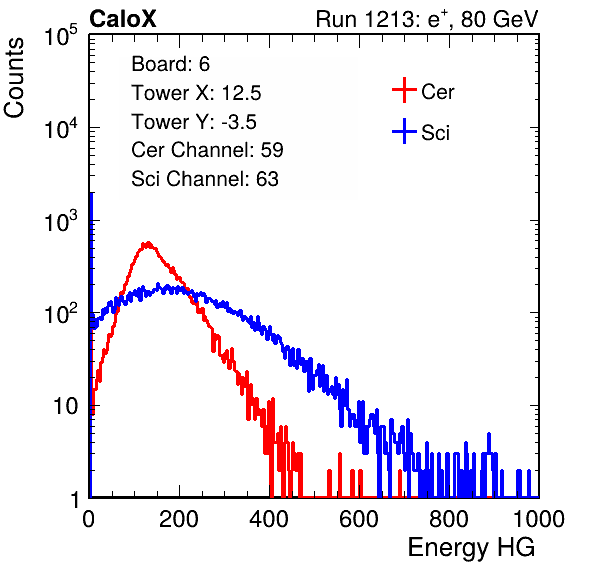 CaloX Run 1213: e⁺, 80 GeV
Counts
10⁵
10⁴
10³
10²
10
1
Board: 6
Tower X: 12.5
Tower Y: -3.5
Cer Channel: 59
Sci Channel: 63
Cer
Sci
0 200 400 600 800 1000
Energy HG